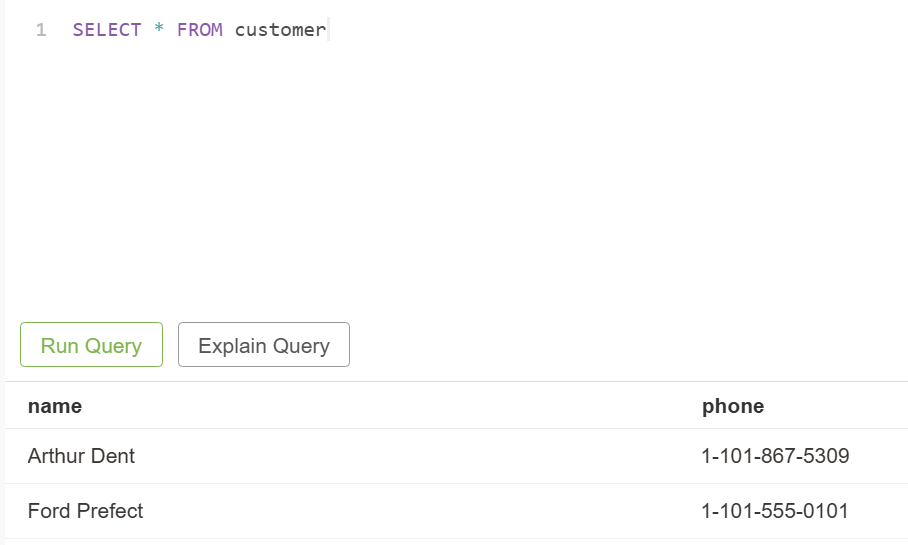 1 SELECT * FROM customer
Run Query Explain Query
name phone
Arthur Dent 1-101-867-5309
Ford Prefect 1-101-555-0101